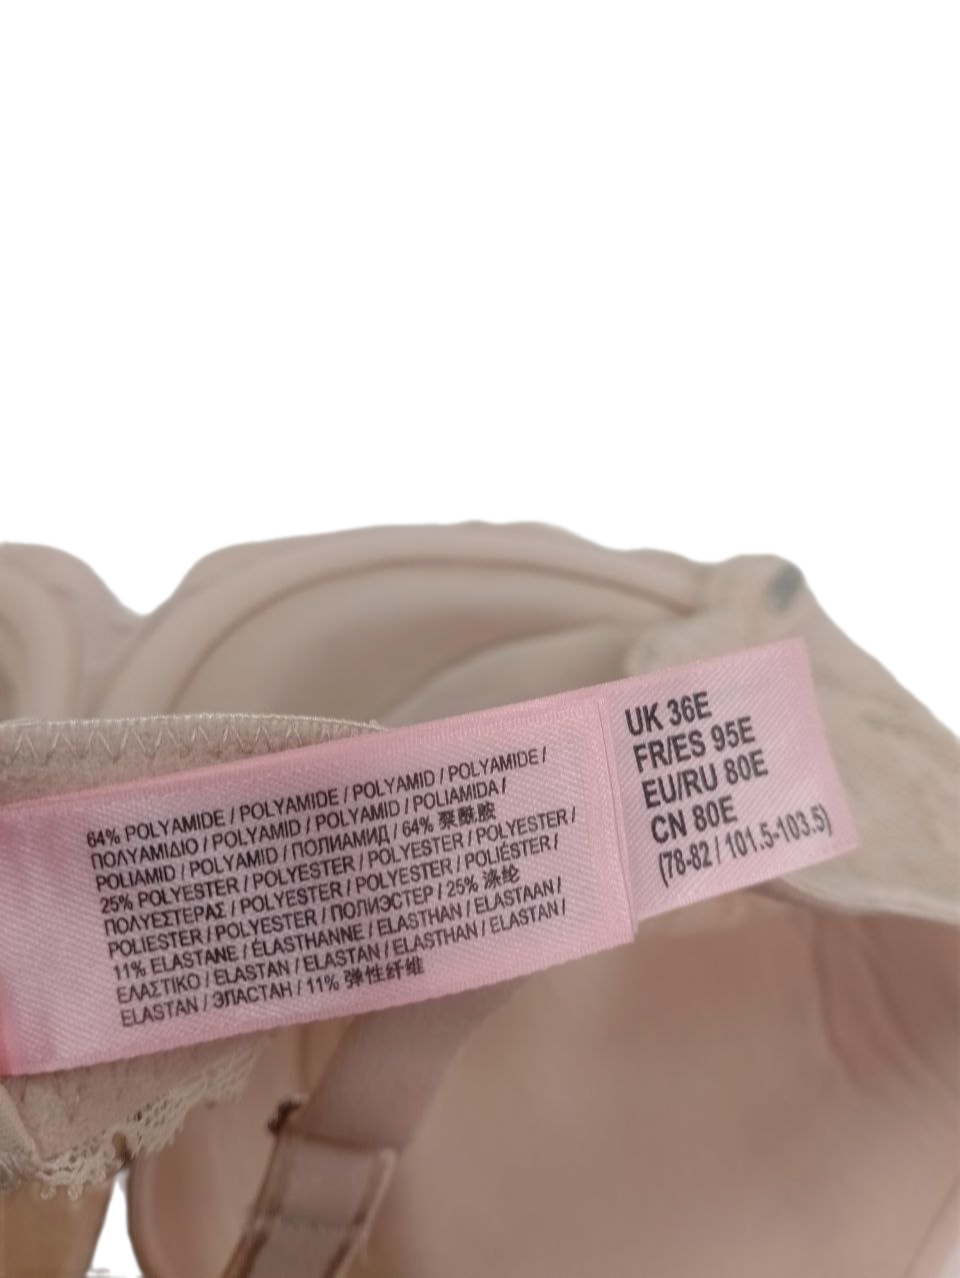 64% POLYAMIDE / POLYAMIDE / POLYAMID / POLYAMIDE /
ΠΟΛΥΑΜΙΔΙΟ / POLYAMID / POLYAMID / POLIAMIDA /
POLIAMID / POLYAMID / ПОЛИАМИД / 64% 聚酰胺
25% POLYESTER / POLYESTER / POLYESTER / POLYESTER /
ΠΟΛΥΕΣΤΕΡΑΣ / POLYESTER / POLYESTER / POLIÉSTER /
POLIESTER / POLYESTER / ПОЛИЭСТЕР / 25% 涤纶
11% ELASTANE / ÉLASTHANNE / ELASTHAN / ELASTAAN /
ΕΛΑΣΤΙΚΟ / ELASTAN / ELASTAN / ELASTHAN / ELASTANO /
ELASTAN / ЭЛАСТАН / 11% 弹性纤维
UK 36E
FR/ES 95E
EU/RU 80E
CN 80E
(78-82 / 101.5-103.5)